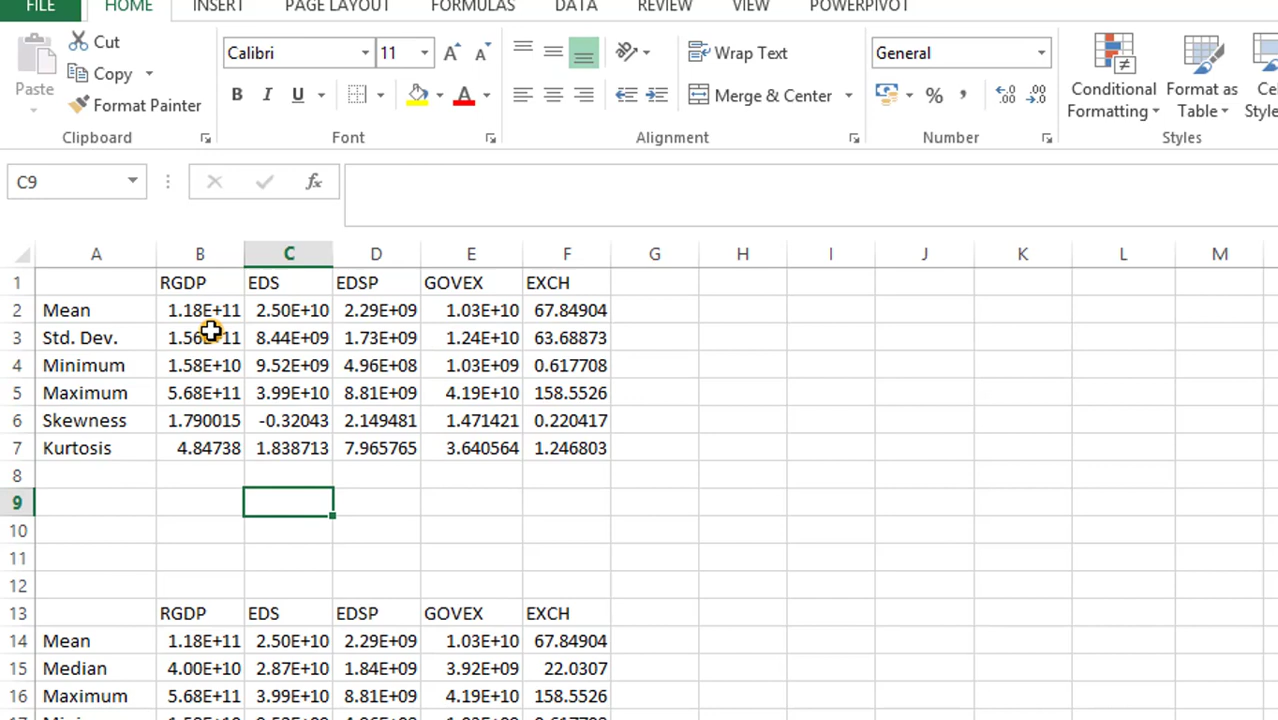 FILE HOME INSERT PAGE LAYOUT FORMULAS DATA REVIEW VIEW POWERPIVOT
Cut
Copy
Format Painter
Paste
Clipboard
Calibri 11
B I U A
Font
Wrap Text
Merge & Center
Alignment
General
%
Number
Conditional Formatting
Format as Table
Styles
C9
fx
A B C D E F G H I J K L M
1 RGDP EDS EDSP GOVEX EXCH
2 Mean 1.18E+11 2.50E+10 2.29E+09 1.03E+10 67.84904
3 Std. Dev. 8.44E+09 1.73E+09 1.24E+10 63.68873
4 Minimum 1.58E+10 9.52E+09 4.96E+08 1.03E+09 0.617708
5 Maximum 5.68E+11 3.99E+10 8.81E+09 4.19E+10 158.5526
6 Skewness 1.790015 -0.32043 2.149481 1.471421 0.220417
7 Kurtosis 4.84738 1.838713 7.965765 3.640564 1.246803
8
9
10
11
12
13 RGDP EDS EDSP GOVEX EXCH
14 Mean 1.18E+11 2.50E+10 2.29E+09 1.03E+10 67.84904
15 Median 4.00E+10 2.87E+10 1.84E+09 3.92E+09 22.0307
16 Maximum 5.68E+11 3.99E+10 8.81E+09 4.19E+10 158.5526